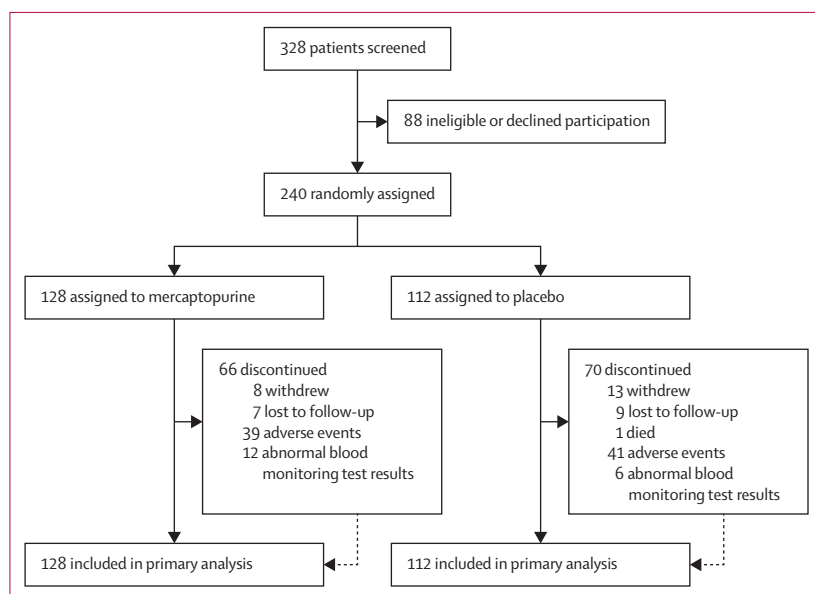 328 patients screened
88 ineligible or declined participation
240 randomly assigned
128 assigned to mercaptopurine
112 assigned to placebo
66 discontinued
8 withdrew
7 lost to follow-up
39 adverse events
12 abnormal blood
monitoring test results
70 discontinued
13 withdrew
9 lost to follow-up
1 died
41 adverse events
6 abnormal blood
monitoring test results
128 included in primary analysis
112 included in primary analysis